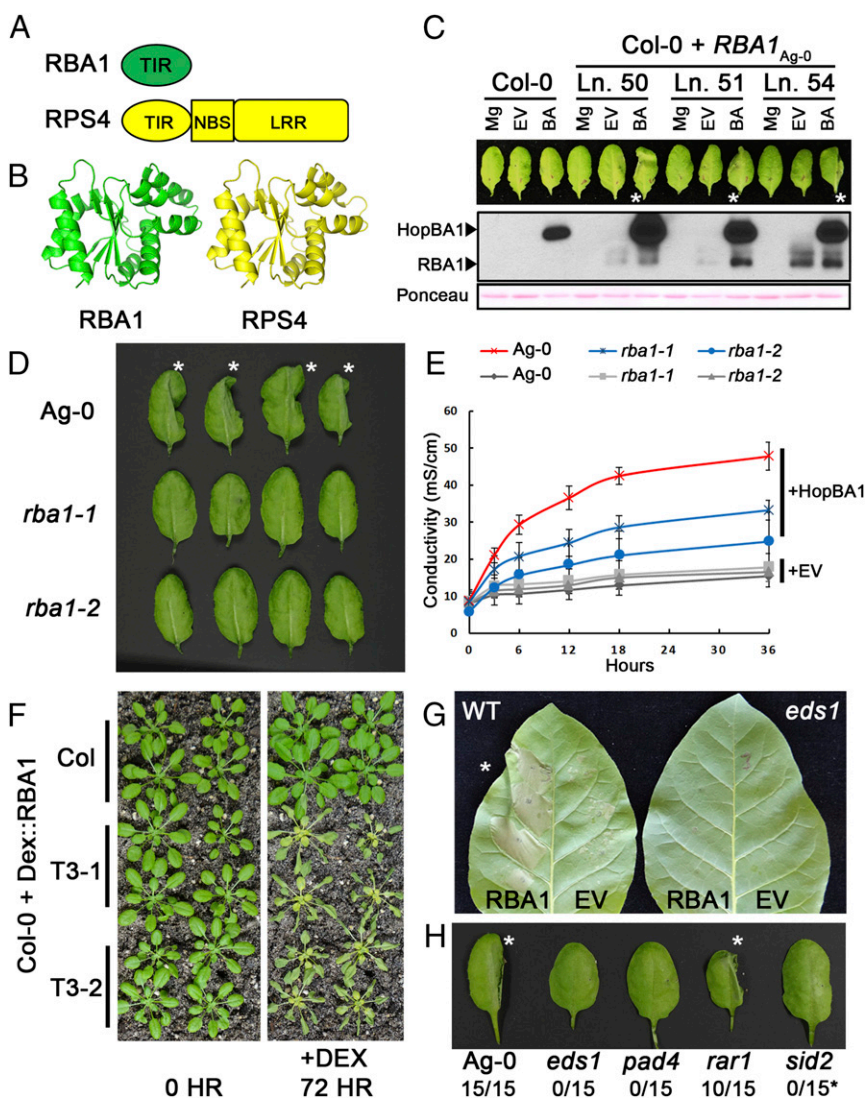 A
RBA1
TIR
RPS4
TIR
NBS
LRR
B
RBA1
RPS4
C
Col-0 + RBA1Ag-0
Col-0
Ln. 50
Ln. 51
Ln. 54
Mg EV BA Mg EV BA Mg EV BA Mg EV BA
* * *
HopBA1
RBA1
Ponceau
D
* * * *
Ag-0
rba1-1
rba1-2
E
Ag-0 rba1-1 rba1-2
Ag-0 rba1-1 rba1-2
Conductivity (mS/cm)
60
50
40
30
20
10
0
0 6 12 18 24 30 36
Hours
+HopBA1
+EV
F
Col-0 + Dex::RBA1
Col
T3-1
T3-2
0 HR
+DEX
72 HR
G
WT
eds1
*
RBA1 EV
RBA1 EV
H
* *
Ag-0 eds1 pad4 rar1 sid2
15/15 0/15 0/15 10/15 0/15*